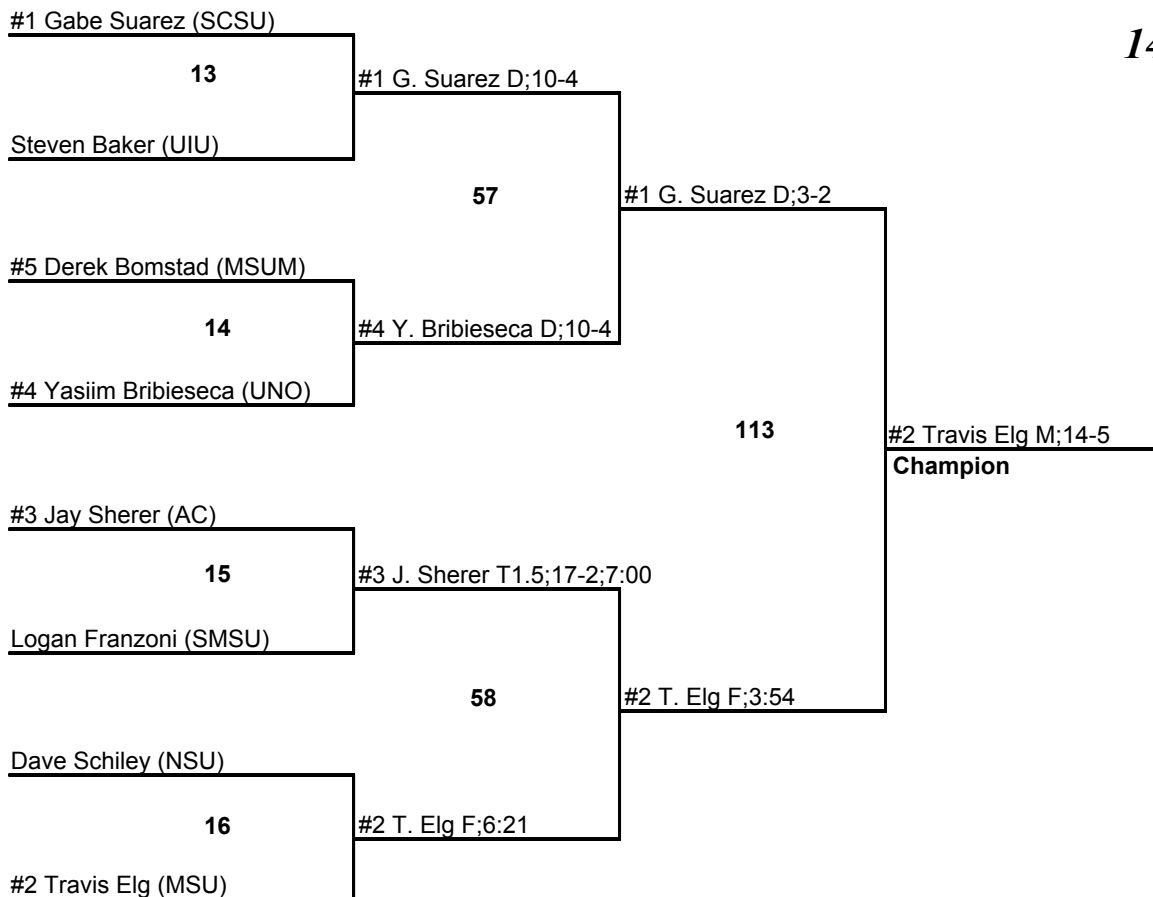 #1 Gabe Suarez (SCSU)
14
13
#1 G. Suarez D;10-4
Steven Baker (UIU)
57
#1 G. Suarez D;3-2
#5 Derek Bomstad (MSUM)
14
#4 Y. Bribieseca D;10-4
#4 Yasiim Bribieseca (UNO)
113
#2 Travis Elg M;14-5
Champion
#3 Jay Sherer (AC)
15
#3 J. Sherer T1.5;17-2;7:00
Logan Franzoni (SMSU)
58
#2 T. Elg F;3:54
Dave Schiley (NSU)
16
#2 T. Elg F;6:21
#2 Travis Elg (MSU)